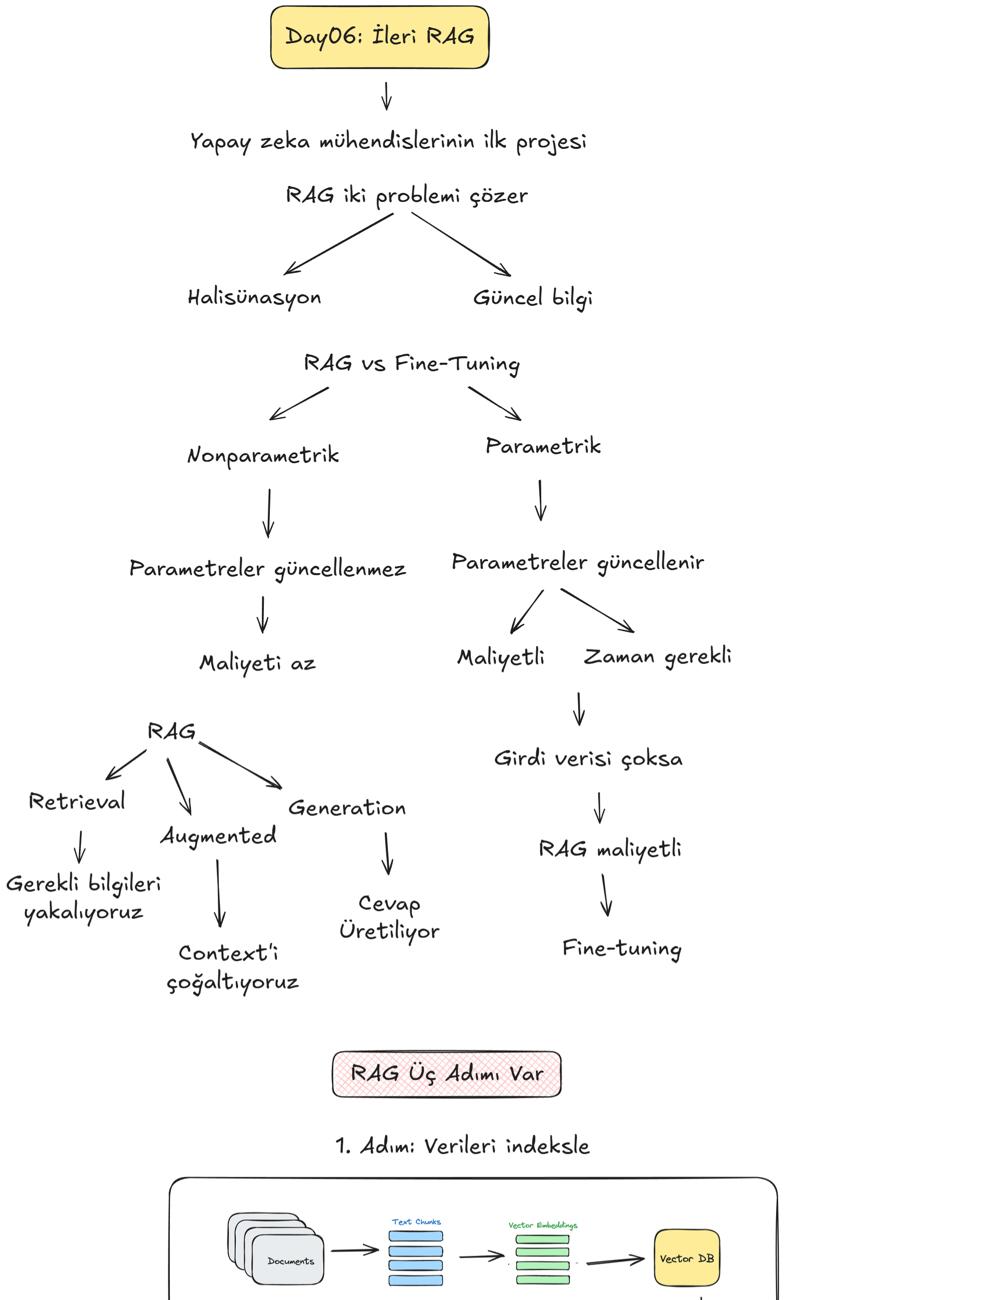 Day06: İleri RAG
Yapay zeka mühendislerinin ilk projesi
RAG iki problemi çözer
Halisünasyon
Güncel bilgi
RAG vs Fine-Tuning
Nonparametrik
Parametrik
Parametreler güncellenmez
Parametreler güncellenir
Maliyeti az
Maliyetli
Zaman gerekli
Girdi verisi çoksa
RAG maliyetli
Fine-tuning
RAG
Retrieval
Augmented
Generation
Gerekli bilgileri
yakalıyoruz
Context'i
çoğaltıyoruz
Cevap
Üretiliyor
RAG Üç Adımı Var
1. Adım: Verileri indeksle
Documents
Text Chunks
Vector Embeddings
Vector DB